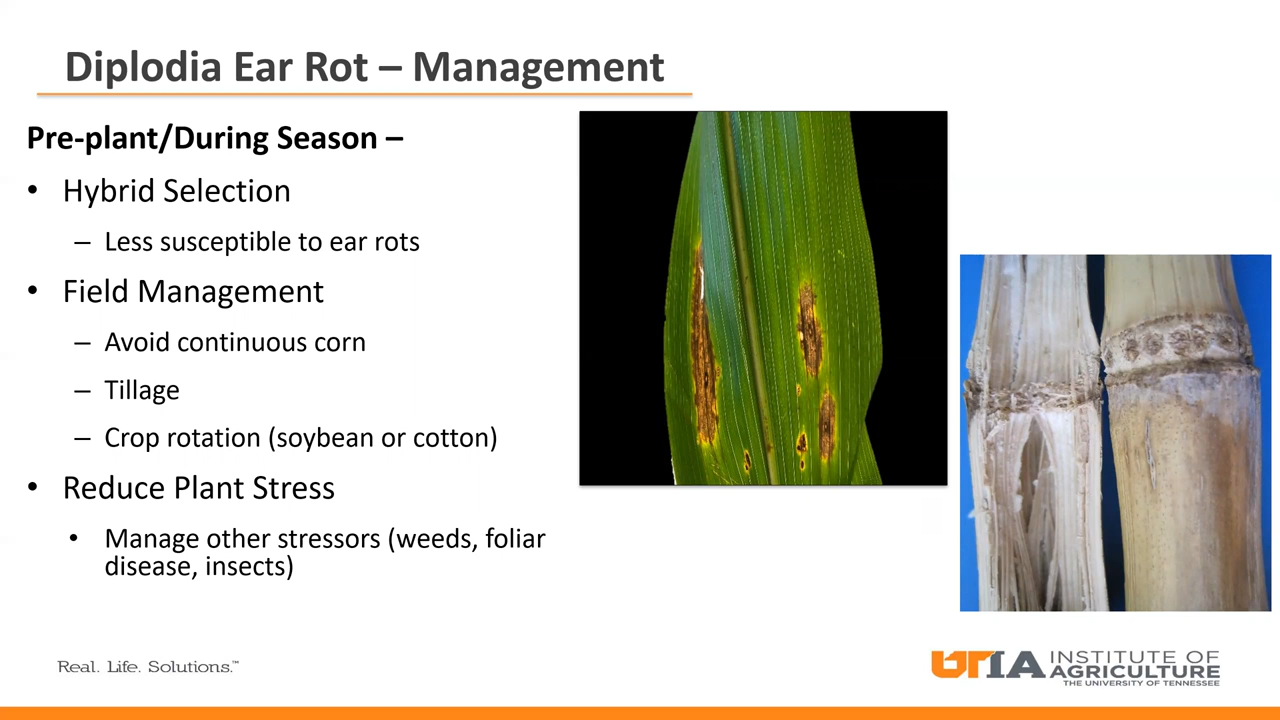 Diplodia Ear Rot – Management
Pre-plant/During Season –
• Hybrid Selection
– Less susceptible to ear rots
• Field Management
– Avoid continuous corn
– Tillage
– Crop rotation (soybean or cotton)
• Reduce Plant Stress
• Manage other stressors (weeds, foliar
disease, insects)
Real. Life. Solutions.™
UTIA INSTITUTE OF
AGRICULTURE
THE UNIVERSITY OF TENNESSEE